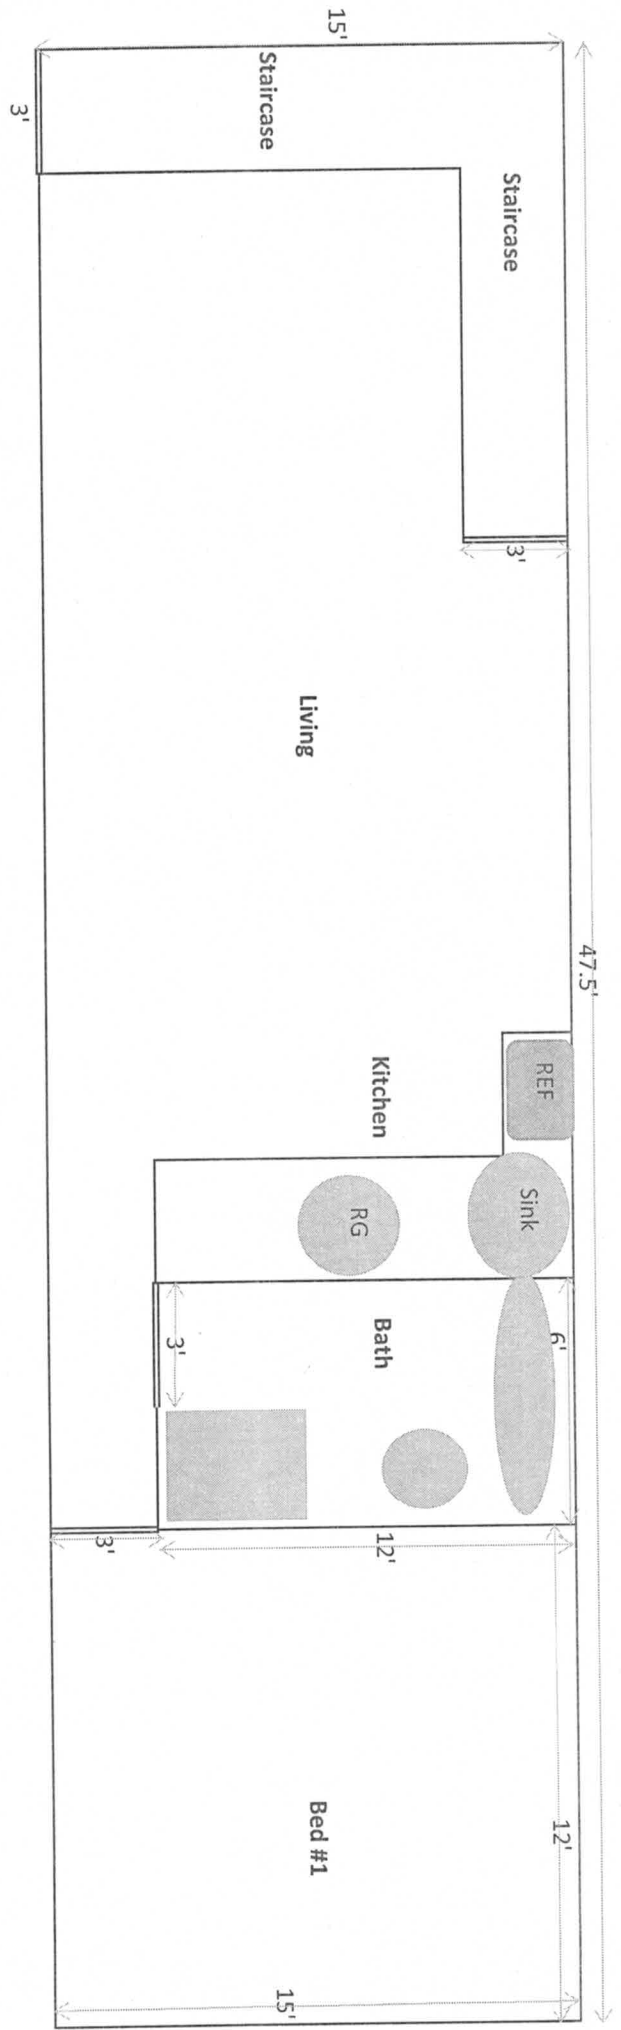 15'
Staircase
3'
Staircase
3'
Living
47.5'
REF
Kitchen
Sink
RG
Bath
6'
3'
3'
12'
12'
Bed #1
15'